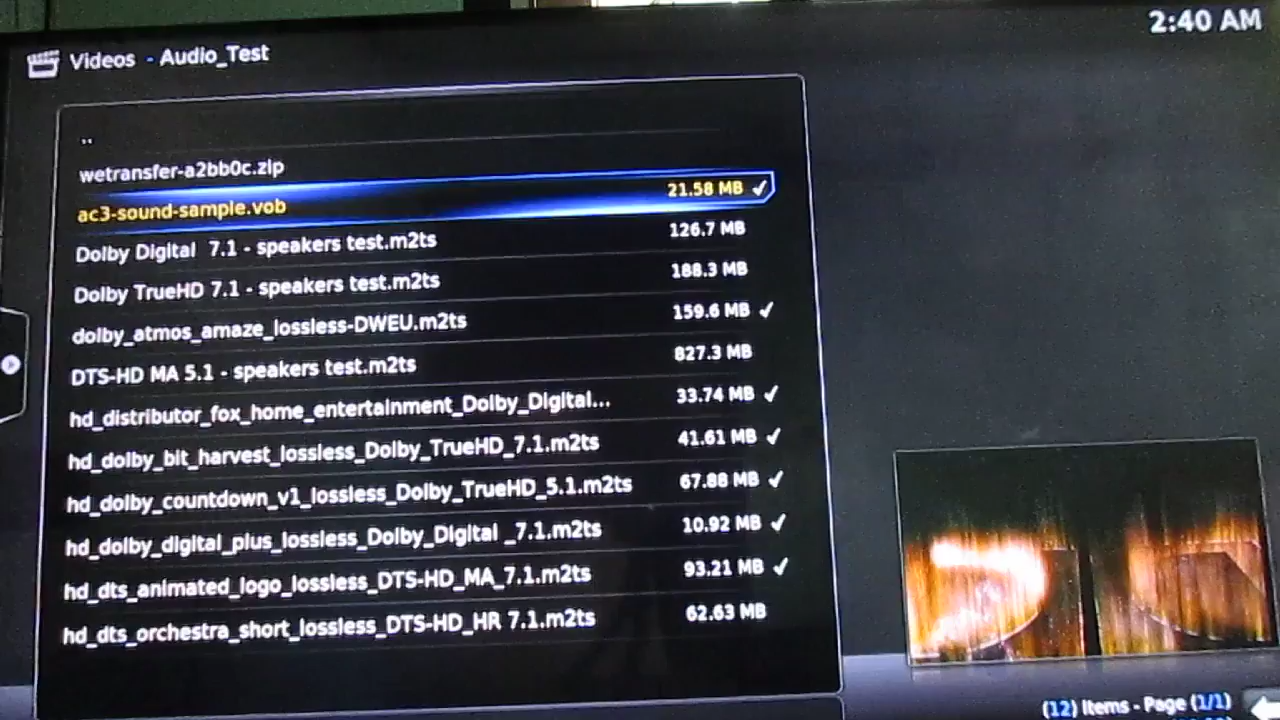 2:40 AM
Videos - Audio_Test
..
wetransfer-a2bb0c.zip
ac3-sound-sample.vob 21.58 MB ✓
Dolby Digital 7.1 - speakers test.m2ts 126.7 MB
Dolby TrueHD 7.1 - speakers test.m2ts 188.3 MB
dolby_atmos_amaze_lossless-DWEU.m2ts 159.6 MB ✓
DTS-HD MA 5.1 - speakers test.m2ts 827.3 MB
hd_distributor_fox_home_entertainment_Dolby_Digital... 33.74 MB ✓
hd_dolby_bit_harvest_lossless_Dolby_TrueHD_7.1.m2ts 41.61 MB ✓
hd_dolby_countdown_v1_lossless_Dolby_TrueHD_5.1.m2ts 67.88 MB ✓
hd_dolby_digital_plus_lossless_Dolby_Digital _7.1.m2ts 10.92 MB ✓
hd_dts_animated_logo_lossless_DTS-HD_MA_7.1.m2ts 93.21 MB ✓
hd_dts_orchestra_short_lossless_DTS-HD_HR 7.1.m2ts 62.63 MB
(12) Items - Page (1/1)